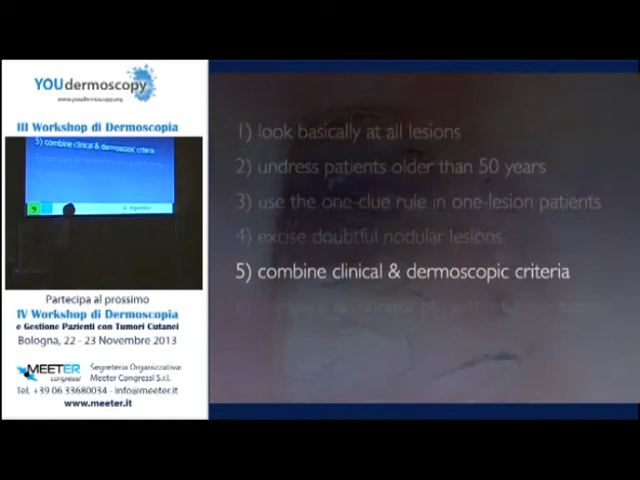 YOUdermoscopy
www.youdermoscopy.org
III Workshop di Dermoscopia
5) combine clinical & dermoscopic criteria
Partecipa al prossimo
IV Workshop di Dermoscopia
e Gestione Pazienti con Tumori Cutanei
Bologna, 22 - 23 Novembre 2013
MEETER
congressi
Segreteria Organizzativa:
Meeter Congressi S.r.l.
Tel. +39 06 33680034 - info@meeter.it
www.meeter.it
1) look basically at all lesions
2) undress patients older than 50 years
3) use the one-clue rule in one-lesion patients
4) excise doubtful nodular lesions
5) combine clinical & dermoscopic criteria